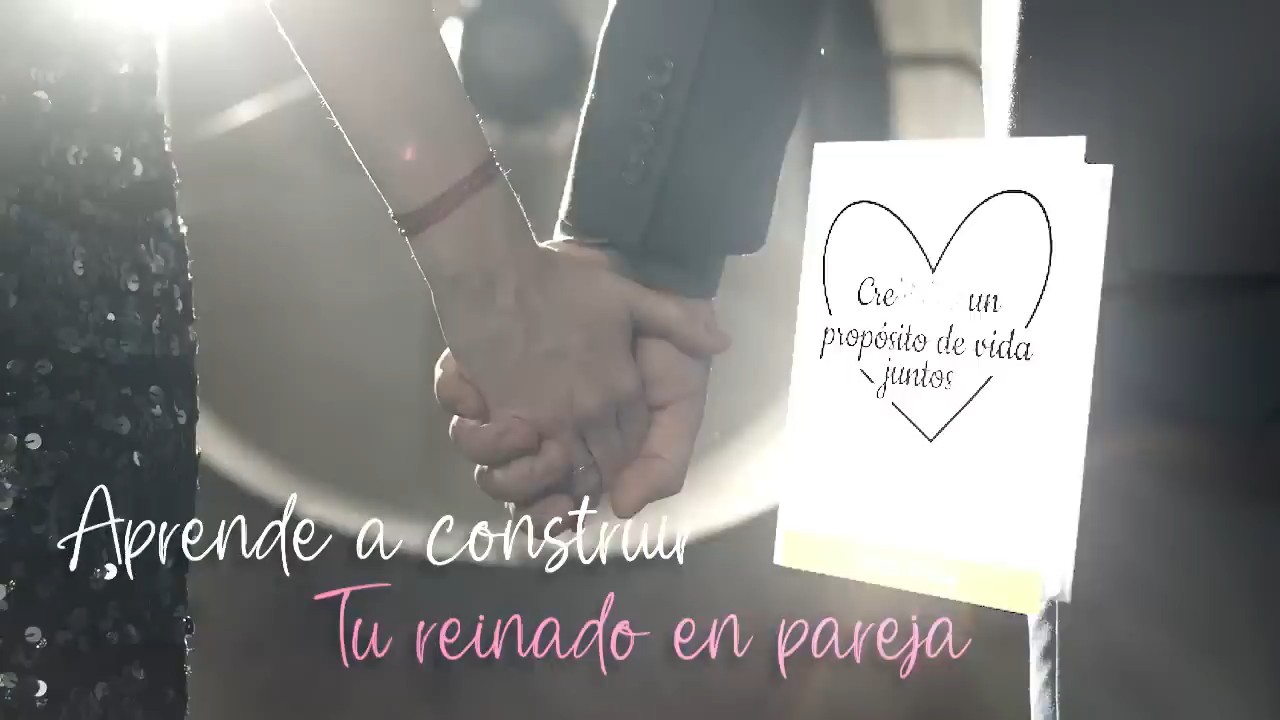 un
propósito de vida
juntos
Aprende a construir
Tu reinado en pareja